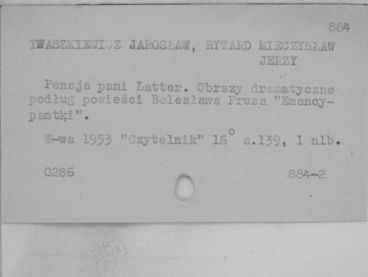 884
IWASZKIEWICZ JAROSŁAW, RYTARD MIECZYSŁAW
JERZY
Pensja pani Latter. Obrazy dramatyczne
podług powieści Bolesława Prusa "Emancy-
pantki".
W-wa 1953 "Czytelnik" 16° s.139, 1 nlb.
0286 884-2